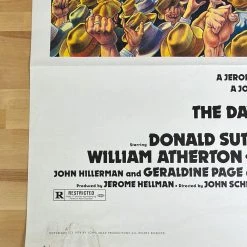 A JEROM
A JO
THE DA
Starring DONALD SUT
WILLIAM ATHERTON
JOHN HILLERMAN and GERALDINE PAGE
Produced by JEROME HELLMAN · Directed by JOHN SCH
R RESTRICTED